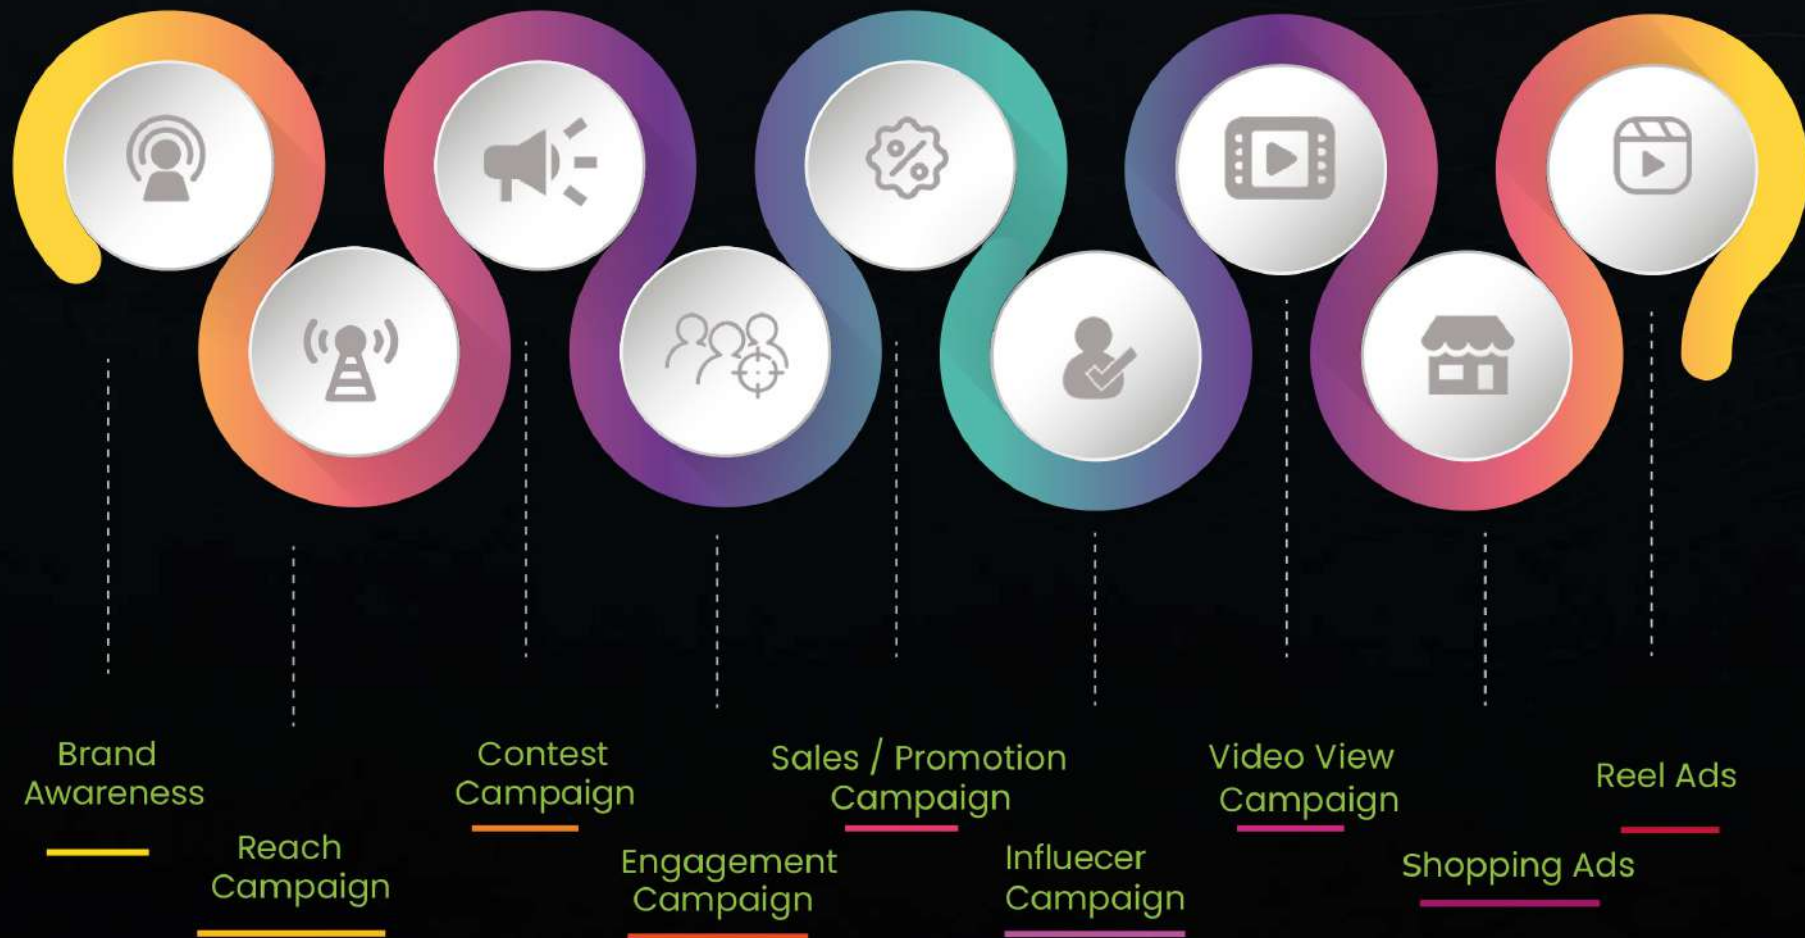 Brand
Awareness
Reach
Campaign
Contest
Campaign
Engagement
Campaign
Sales / Promotion
Campaign
Influecer
Campaign
Video View
Campaign
Shopping Ads
Reel Ads